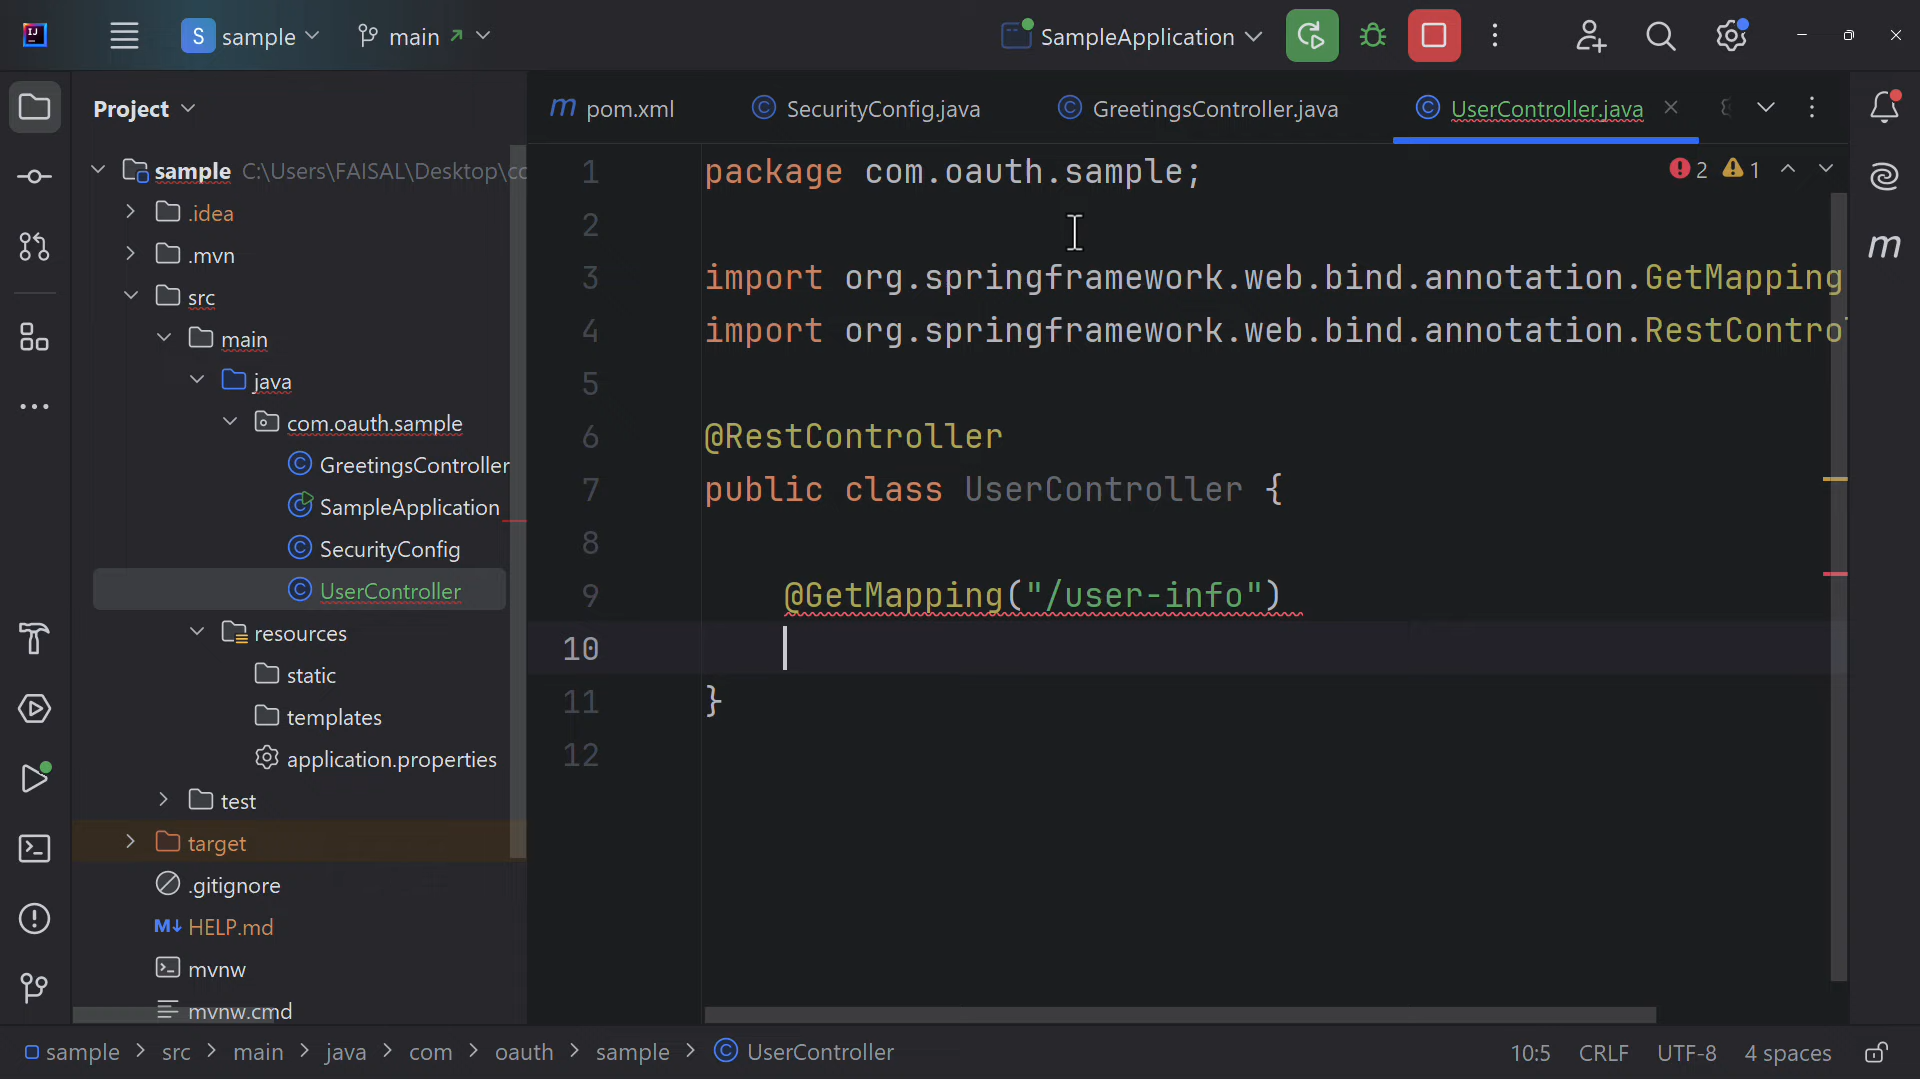 S sample main SampleApplication
Project
pom.xml SecurityConfig.java GreetingsController.java UserController.java
sample C:\Users\FAISAL\Desktop\co
.idea
.mvn
src
main
java
com.oauth.sample
GreetingsController
SampleApplication
SecurityConfig
UserController
resources
static
templates
application.properties
test
target
.gitignore
M↓ HELP.md
mvnw
mvnw.cmd
2 1
1 package com.oauth.sample;
2
3 import org.springframework.web.bind.annotation.GetMapping
4 import org.springframework.web.bind.annotation.RestContro
5
6 @RestController
7 public class UserController {
8
9 @GetMapping("/user-info")
10
11 }
12
sample > src > main > java > com > oauth > sample > UserController
10:5 CRLF UTF-8 4 spaces